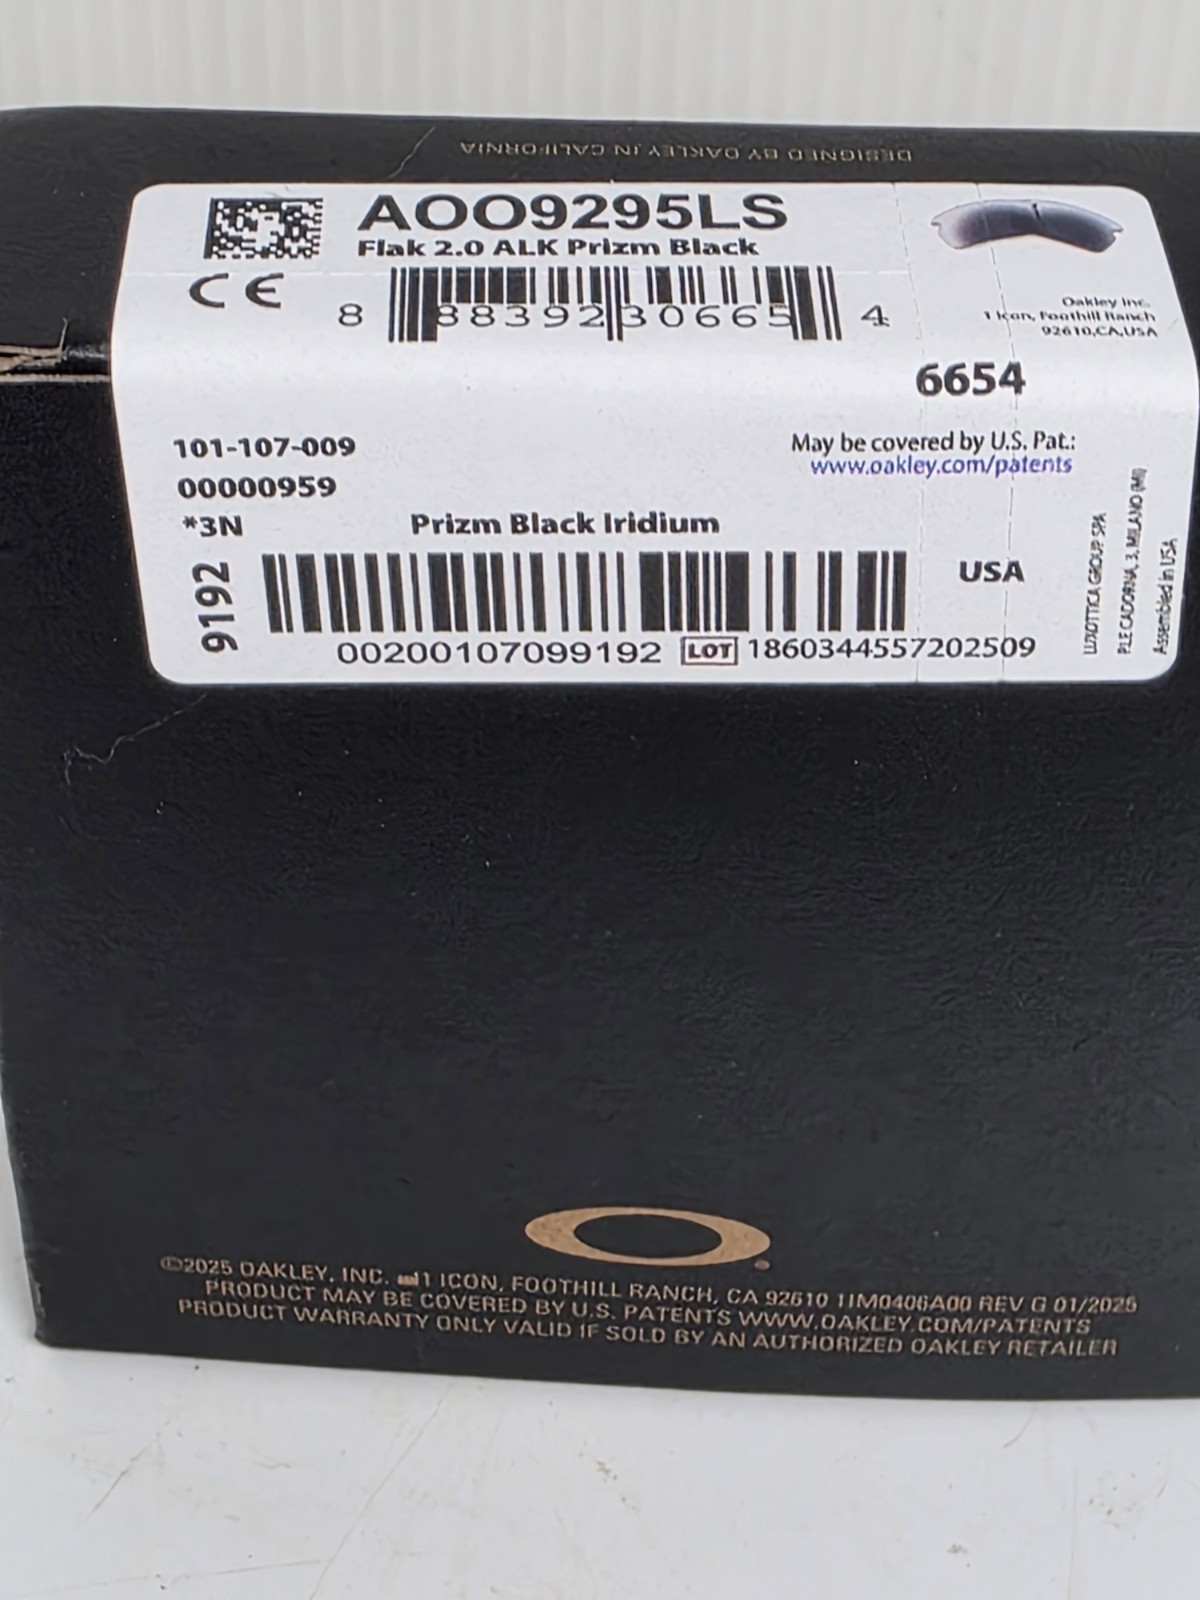 DESIGNED BY OAKLEY IN CALIFORNIA
AOO9295LS
Flak 2.0 ALK Prizm Black
CE
8 88392 30665 4
Oakley Inc.
1 Icon, Foothill Ranch
92610,CA,USA
6654
101-107-009
00000959
*3N
May be covered by U.S. Pat.:
www.oakley.com/patents
Prizm Black Iridium
9192
USA
00200107099192 LOT 1860344557202509
LUXOTTICA GROUP SPA
P.LE CADORNA, 3, MILANO (MI)
Assembled in USA
©2025 OAKLEY, INC. 1 ICON, FOOTHILL RANCH, CA 92610 11M0406A00 REV G 01/2025
PRODUCT MAY BE COVERED BY U.S. PATENTS WWW.OAKLEY.COM/PATENTS
PRODUCT WARRANTY ONLY VALID IF SOLD BY AN AUTHORIZED OAKLEY RETAILER